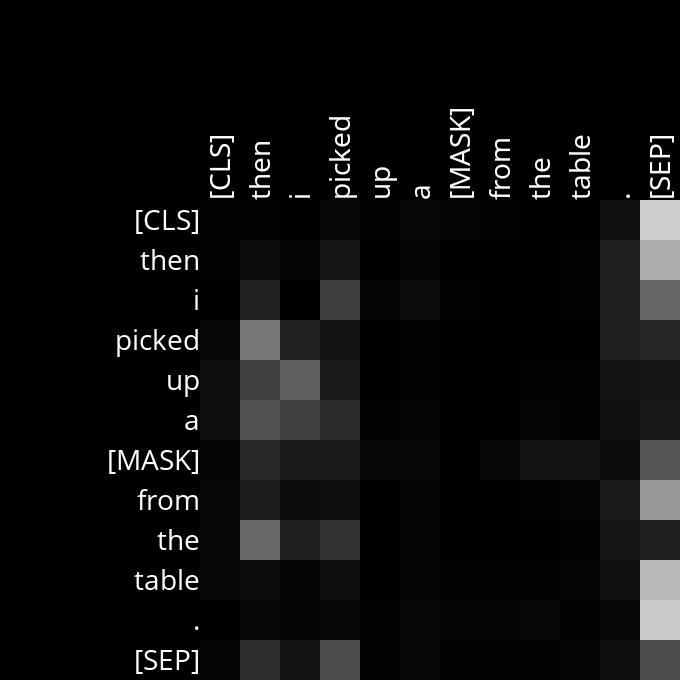 [CLS] then i picked up a [MASK] from the table . [SEP]
[CLS]
then
i
picked
up
a
[MASK]
from
the
table
.
[SEP]